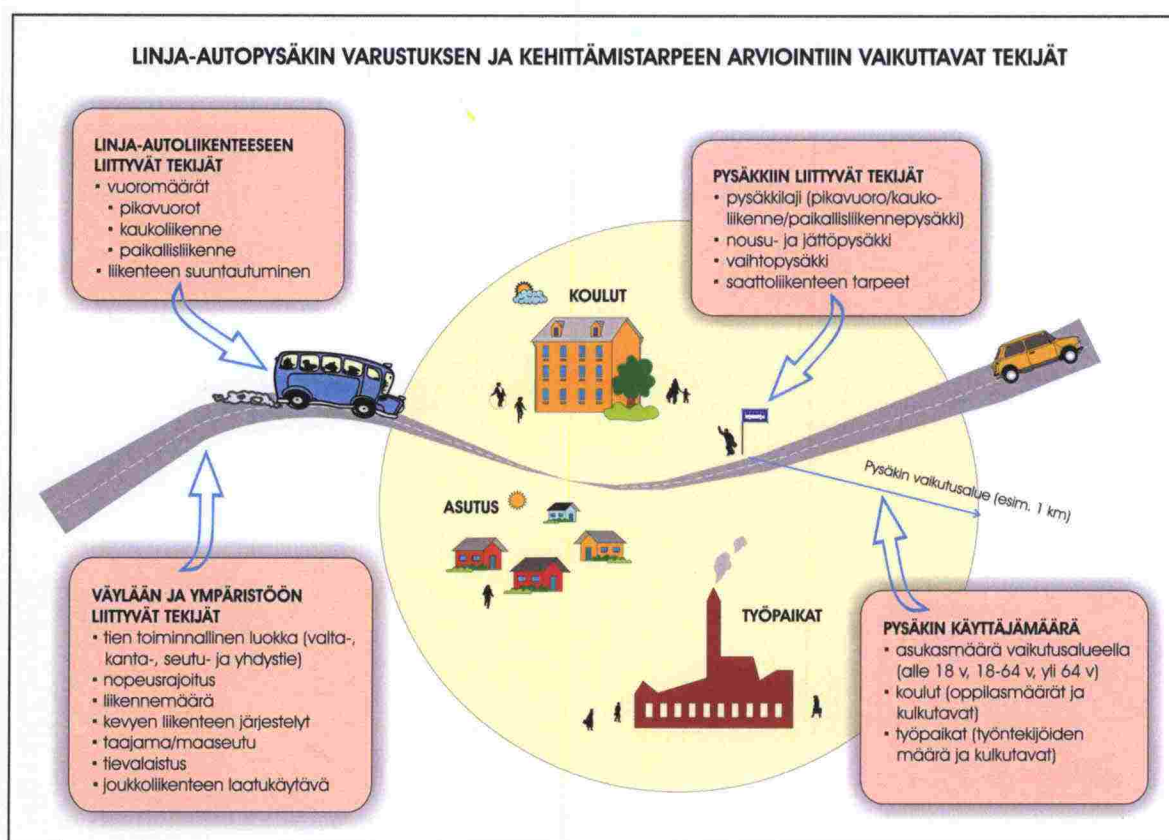 LINJA-AUTOPYSÄKIN VARUSTUKSEN JA KEHITTÄMISTARPEEN ARVIOINTIIN VAIKUTTAVAT TEKIJÄT
LINJA-AUTOLIIKENTEESEEN
LIITTYVÄT TEKIJÄT
• vuoromäärät
• pikavuorot
• kaukoliikenne
• paikallisliikenne
• liikenteen suuntautuminen
PYSÄKKIIN LIITTYVÄT TEKIJÄT
• pysäkkilaji (pikavuoro/kauko-
liikenne/paikallisliikennepysäkki)
• nousu- ja jättöpysäkki
• vaihtopysäkki
• saattoliikenteen tarpeet
KOULUT
Pysäkin vaikutusalue (esim. 1 km)
ASUTUS
TYÖPAIKAT
VÄYLÄÄN JA YMPÄRISTÖÖN
LIITTYVÄT TEKIJÄT
• tien toiminnallinen luokka (valta-,
kanta-, seutu- ja yhdystie)
• nopeusrajoitus
• liikennemäärä
• kevyen liikenteen järjestelyt
• taajama/maaseutu
• tievalaistus
• joukkoliikenteen laatukäytävä
PYSÄKIN KÄYTTÄJÄMÄÄRÄ
• asukasmäärä vaikutusalueella
(alle 18 v, 18-64 v, yli 64 v)
• koulut (oppilasmäärät ja
kulkutavat)
• työpaikat (työntekijöiden
määrä ja kulkutavat)